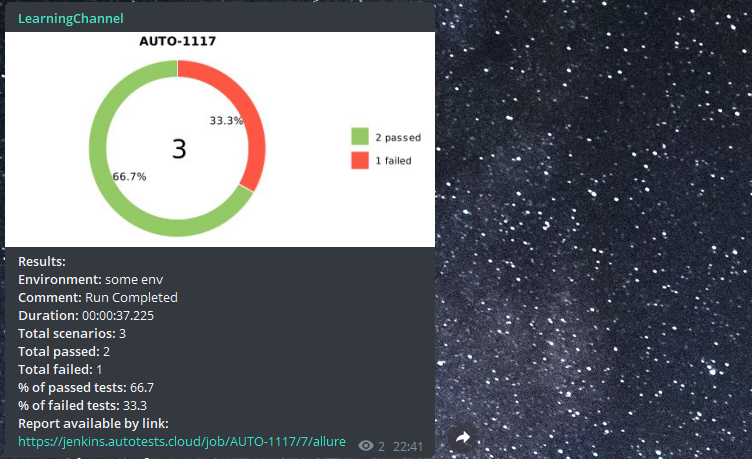 LearningChannel
AUTO-1117
33.3%
3
66.7%
2 passed
1 failed
Results:
Environment: some env
Comment: Run Completed
Duration: 00:00:37.225
Total scenarios: 3
Total passed: 2
Total failed: 1
% of passed tests: 66.7
% of failed tests: 33.3
Report available by link:
https://jenkins.autotests.cloud/job/AUTO-1117/7/allure
2 22:41